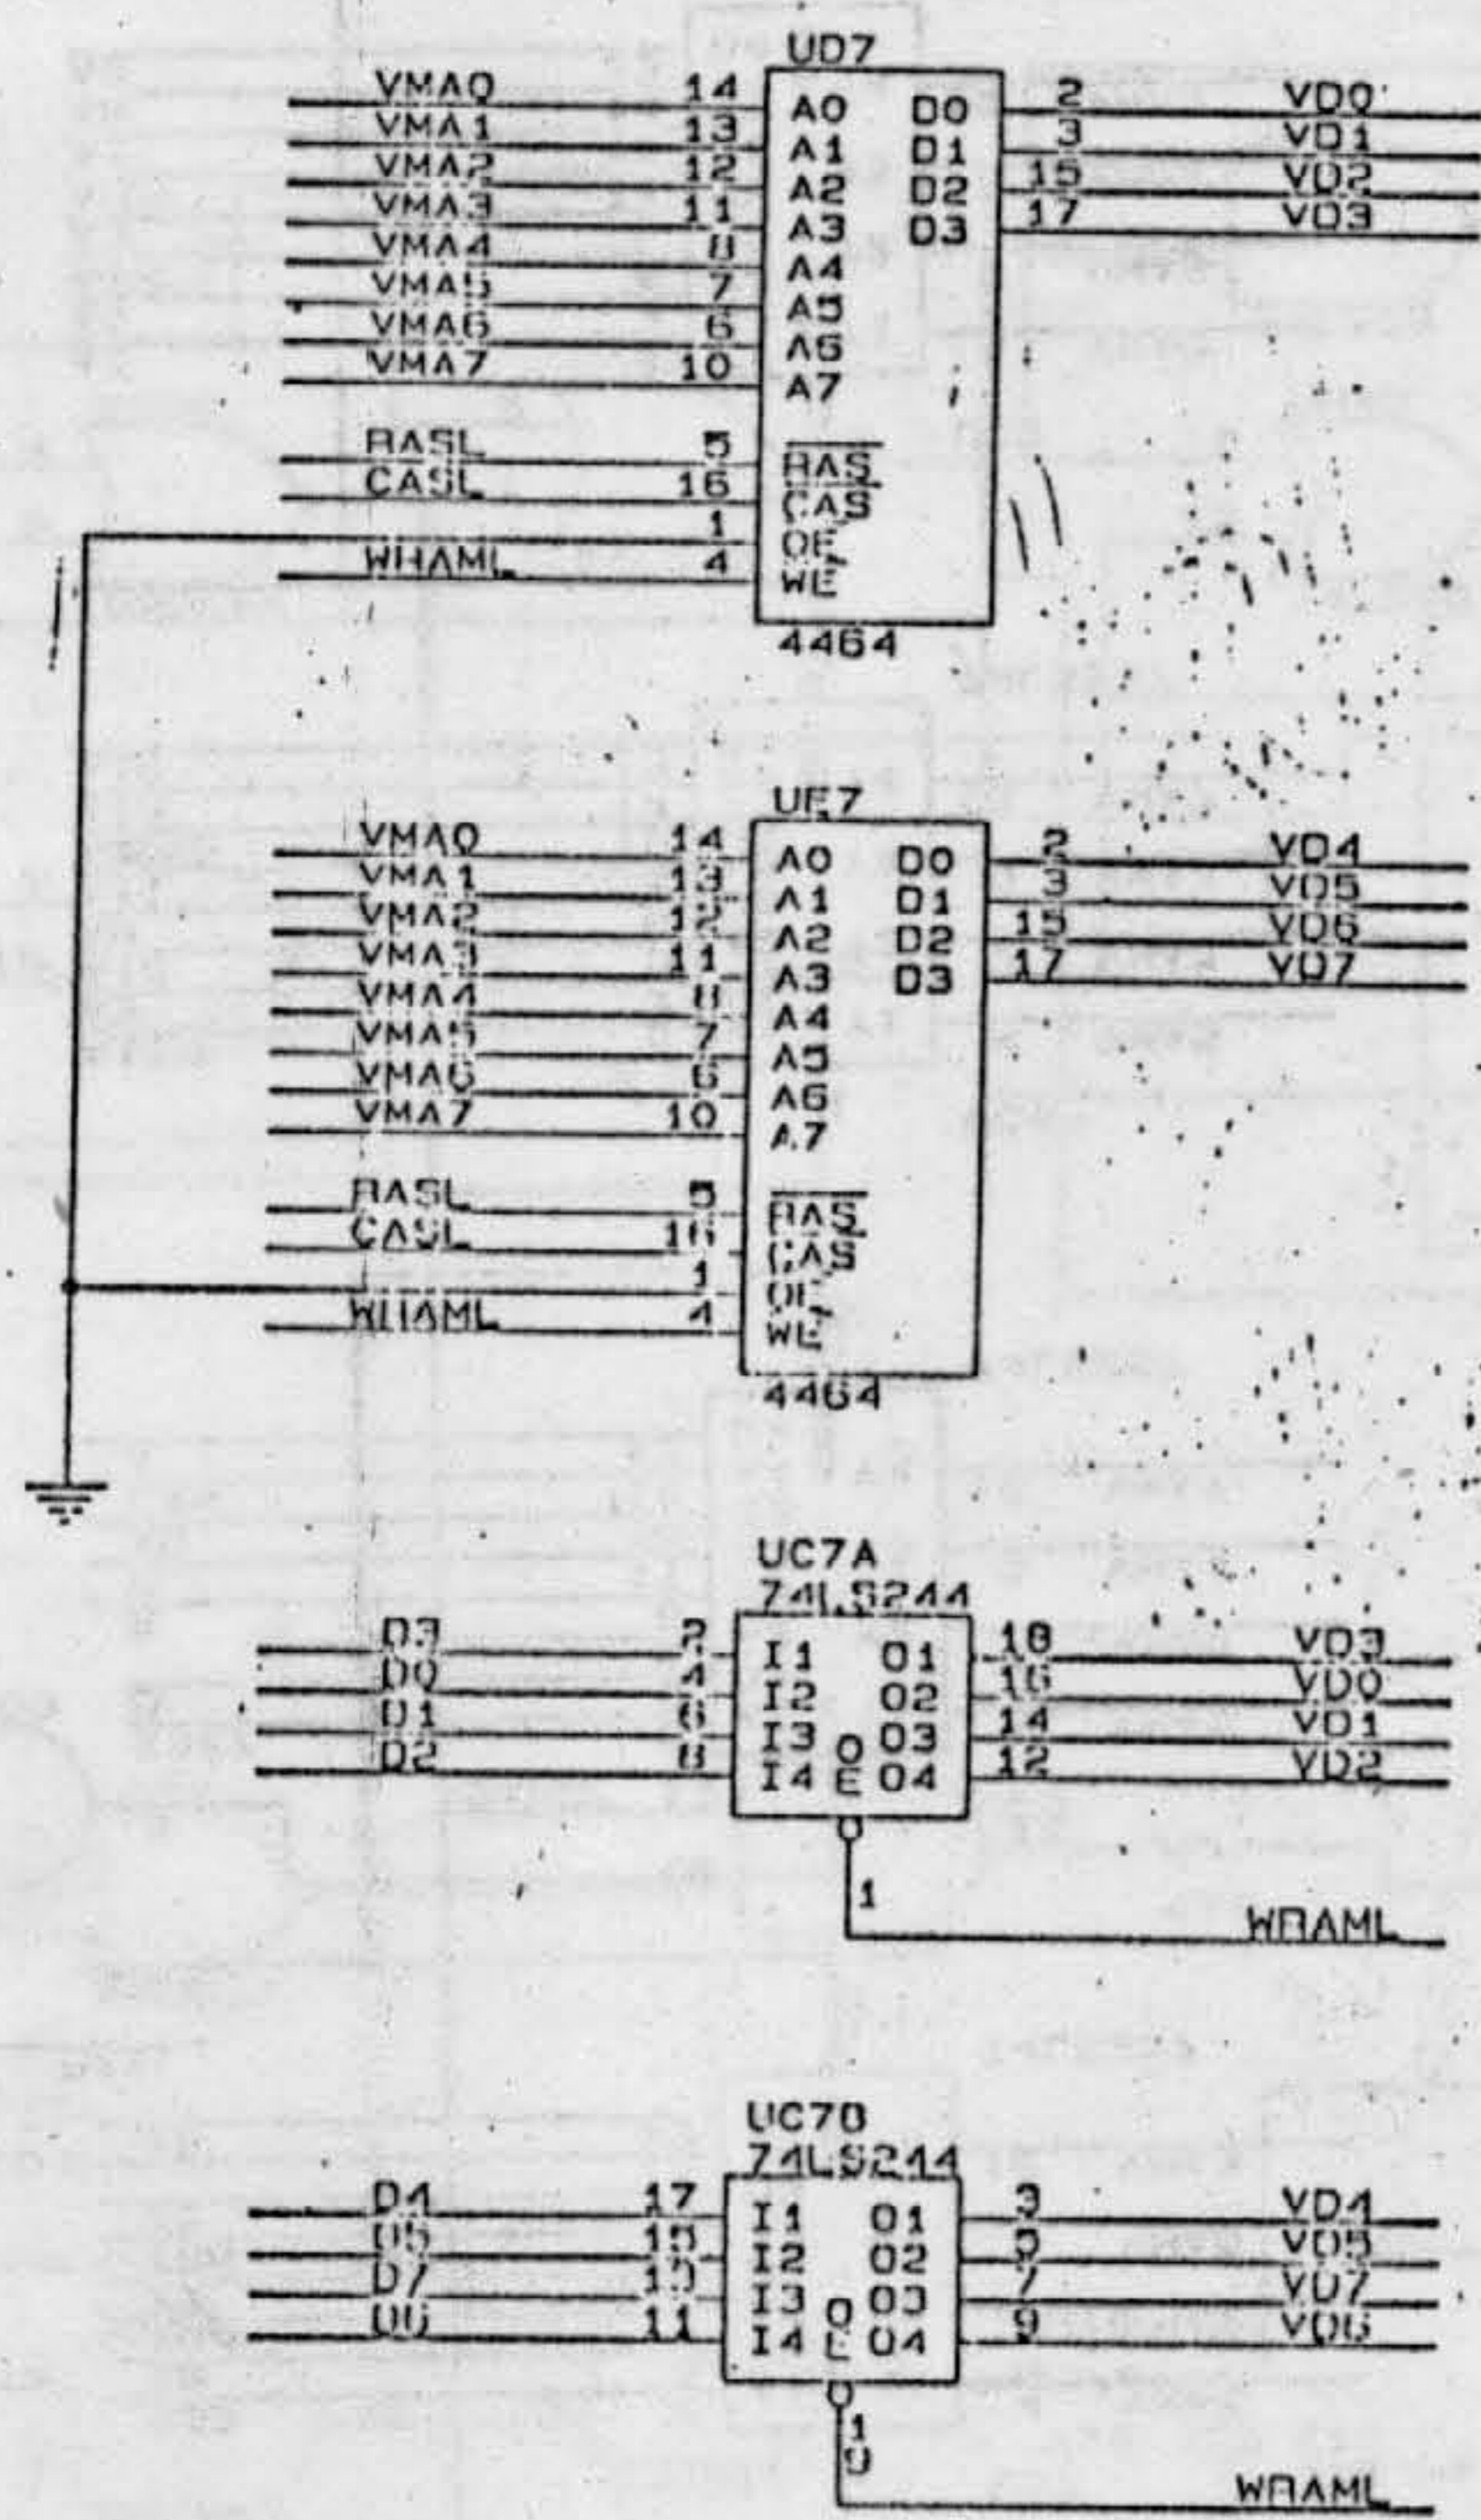 UD7
VMA0 14 A0 D0 2 VD0
VMA1 13 A1 D1 3 VD1
VMA2 12 A2 D2 15 VD2
VMA3 11 A3 D3 17 VD3
VMA4 8 A4
VMA5 7 A5
VMA6 6 A6
VMA7 10 A7
RASL 5 RAS
CASL 16 CAS
1 OE
WRAML 4 WE
4464
UE7
VMA0 14 A0 D0 2 VD4
VMA1 13 A1 D1 3 VD5
VMA2 12 A2 D2 15 VD6
VMA3 11 A3 D3 17 VD7
VMA4 8 A4
VMA5 7 A5
VMA6 6 A6
VMA7 10 A7
RASL 5 RAS
CASL 16 CAS
1 OE
WRAML 4 WE
4464
UC7A
74LS244
D3 2 I1 O1 18 VD3
D0 4 I2 O2 16 VD0
D1 6 I3 O3 14 VD1
D2 8 I4 OE O4 12 VD2
1
WRAML
UC7B
74LS244
D4 17 I1 O1 3 VD4
D5 15 I2 O2 5 VD5
D7 13 I3 O3 7 VD7
D6 11 I4 OE O4 9 VD6
19
WRAML